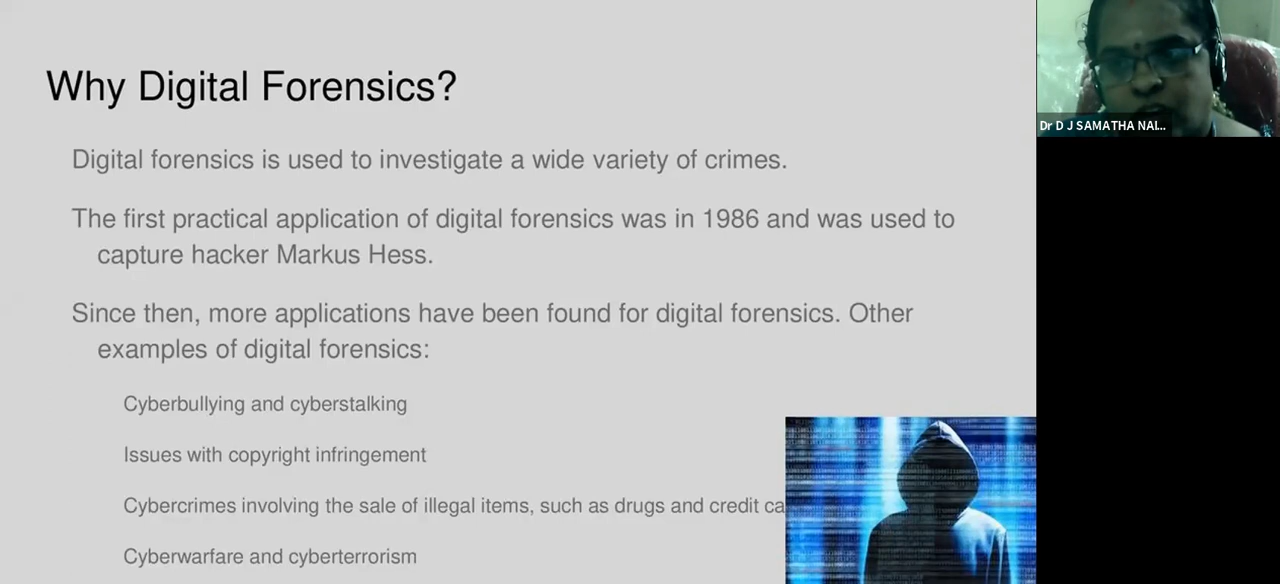 Why Digital Forensics?
Digital forensics is used to investigate a wide variety of crimes.
The first practical application of digital forensics was in 1986 and was used to
capture hacker Markus Hess.
Since then, more applications have been found for digital forensics. Other
examples of digital forensics:
Cyberbullying and cyberstalking
Issues with copyright infringement
Cybercrimes involving the sale of illegal items, such as drugs and credit ca
Cyberwarfare and cyberterrorism
Dr D J SAMATHA NAI...